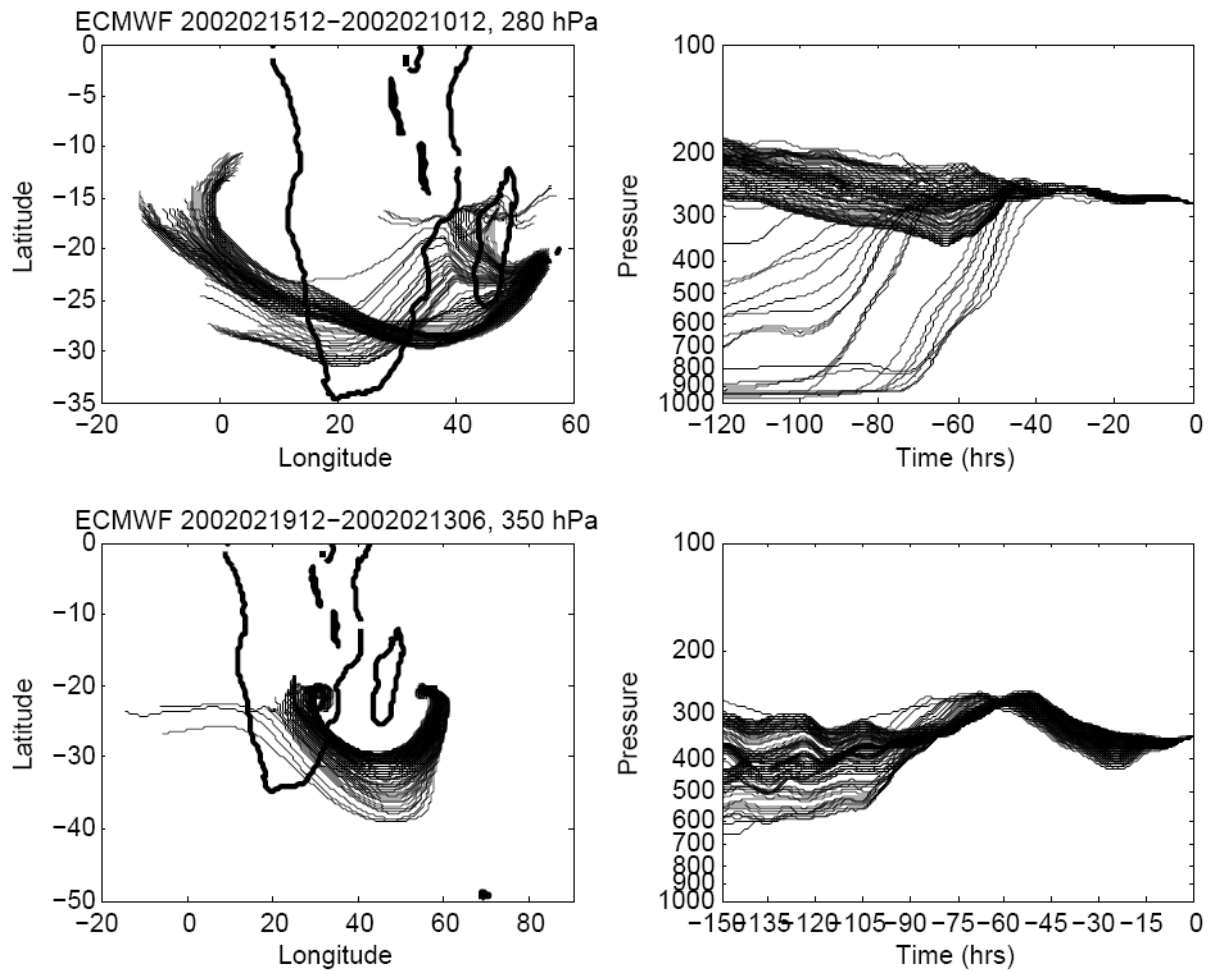 ECMWF 2002021512−2002021012, 280 hPa
0
−5
−10
−15
−20
−25
−30
−35
Latitude
−20 0 20 40 60
Longitude
100
200
300
400
500
600
700
800
900
1000
Pressure
−120 −100 −80 −60 −40 −20 0
Time (hrs)
ECMWF 2002021912−2002021306, 350 hPa
0
−10
−20
−30
−40
−50
Latitude
−20 0 20 40 60 80
Longitude
100
200
300
400
500
600
700
800
900
1000
Pressure
−150 −135 −120 −105 −90 −75 −60 −45 −30 −15 0
Time (hrs)